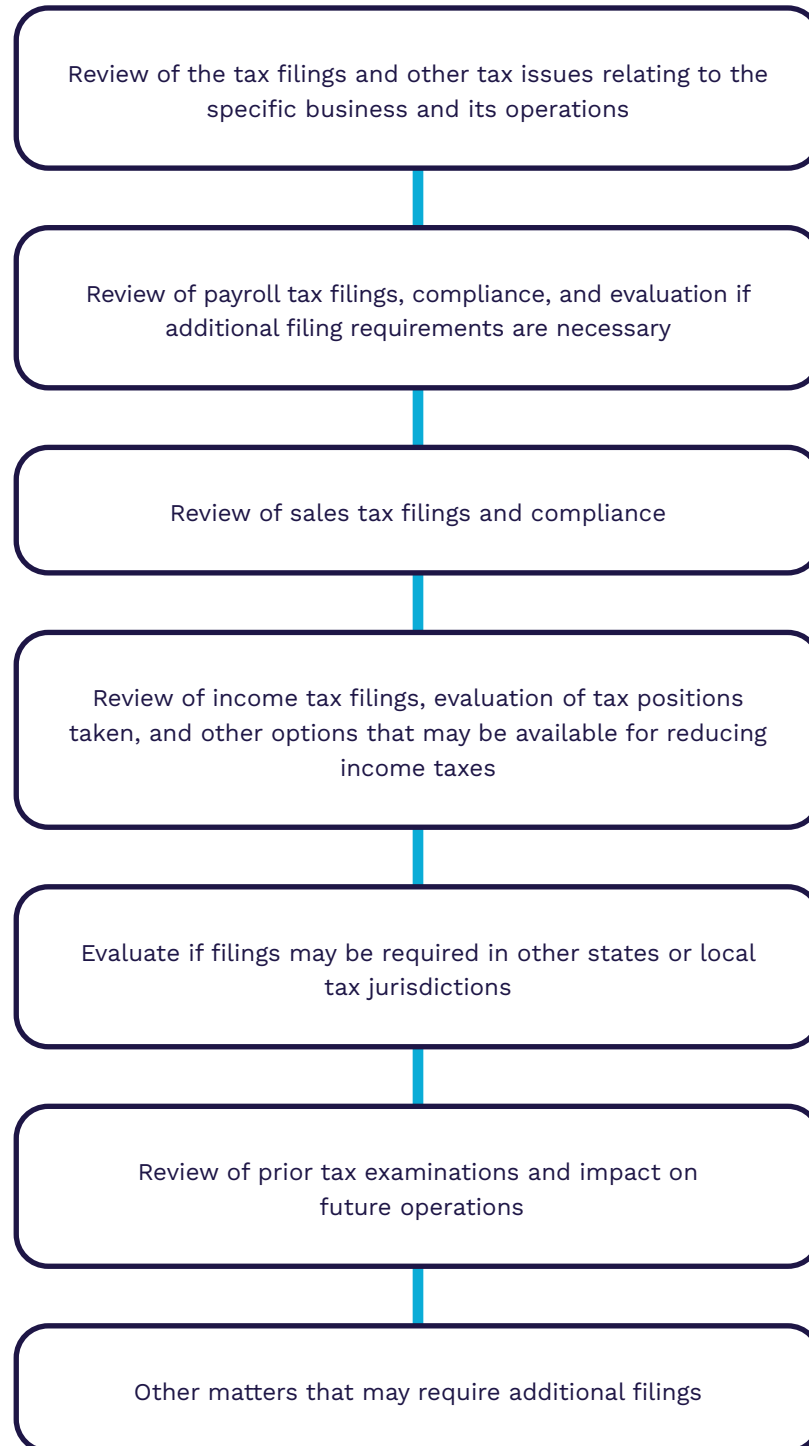 Review of the tax filings and other tax issues relating to the
specific business and its operations
Review of payroll tax filings, compliance, and evaluation if
additional filing requirements are necessary
Review of sales tax filings and compliance
Review of income tax filings, evaluation of tax positions
taken, and other options that may be available for reducing
income taxes
Evaluate if filings may be required in other states or local
tax jurisdictions
Review of prior tax examinations and impact on
future operations
Other matters that may require additional filings